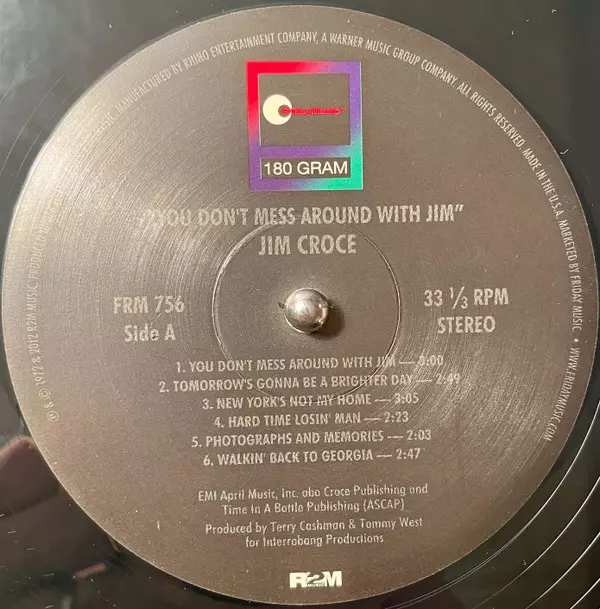 MANUFACTURED BY RHINO ENTERTAINMENT COMPANY, A WARNER MUSIC GROUP COMPANY. ALL RIGHTS RESERVED. MADE IN THE U.S.A. MARKETED BY FRIDAY MUSIC. • WWW.FRIDAYMUSIC.COM
180 GRAM
"YOU DON'T MESS AROUND WITH JIM"
JIM CROCE
FRM 756
Side A
33 ⅓ RPM
STEREO
1. YOU DON'T MESS AROUND WITH JIM — 3:00
2. TOMORROW'S GONNA BE A BRIGHTER DAY — 2:49
3. NEW YORK'S NOT MY HOME — 3:05
4. HARD TIME LOSIN' MAN — 2:23
5. PHOTOGRAPHS AND MEMORIES — 2:03
6. WALKIN' BACK TO GEORGIA — 2:47
EMI April Music, Inc. obo Croce Publishing and
Time In A Bottle Publishing (ASCAP)
Produced by Terry Cashman & Tommy West
for Interrobang Productions
R2M
℗ & © 1972 & 2012 R2M MUSIC.